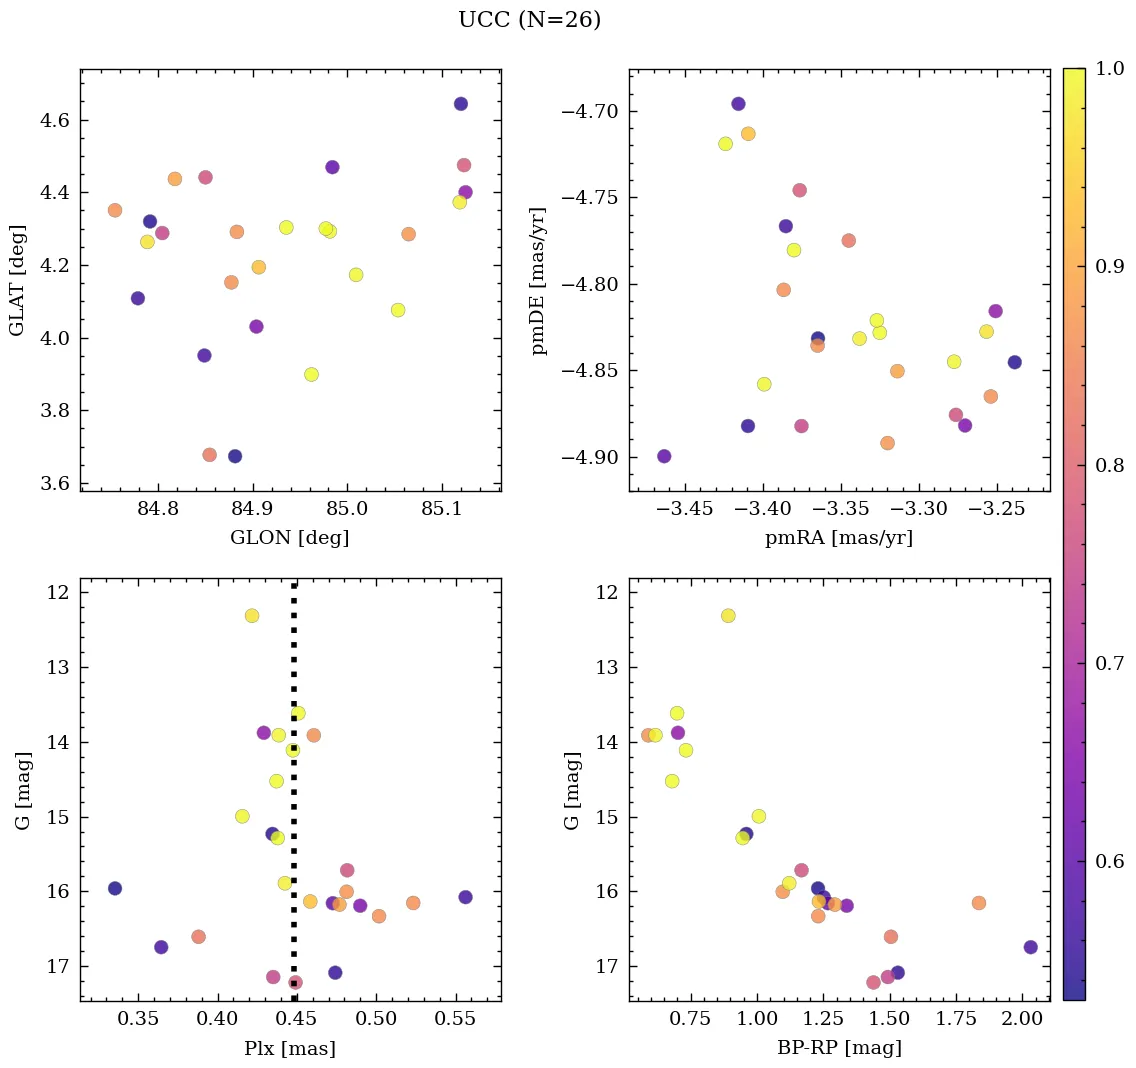 UCC (N=26)
4.6
4.4
4.2
4.0
3.8
3.6
GLAT [deg]
84.8 84.9 85.0 85.1
GLON [deg]
−4.70
−4.75
−4.80
−4.85
−4.90
pmDE [mas/yr]
−3.45 −3.40 −3.35 −3.30 −3.25
pmRA [mas/yr]
12
13
14
15
16
17
G [mag]
0.35 0.40 0.45 0.50 0.55
Plx [mas]
12
13
14
15
16
17
G [mag]
0.75 1.00 1.25 1.50 1.75 2.00
BP-RP [mag]
1.0
0.9
0.8
0.7
0.6